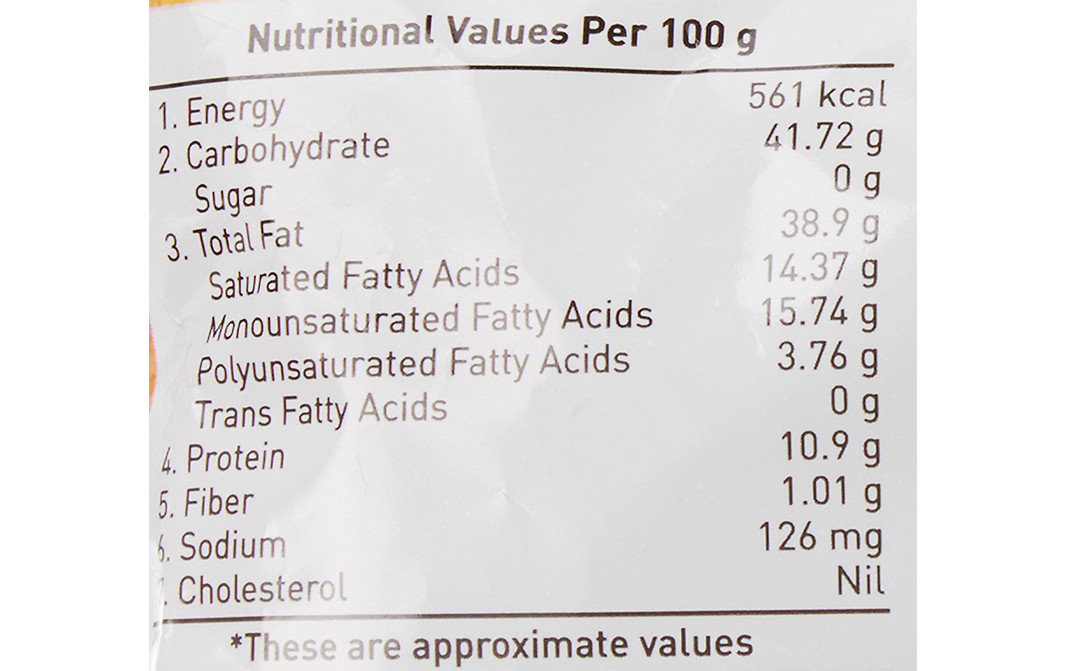 Nutritional Values Per 100 g
1. Energy 561 kcal
2. Carbohydrate 41.72 g
Sugar 0 g
3. Total Fat 38.9 g
Saturated Fatty Acids 14.37 g
Monounsaturated Fatty Acids 15.74 g
Polyunsaturated Fatty Acids 3.76 g
Trans Fatty Acids 0 g
4. Protein 10.9 g
5. Fiber 1.01 g
6. Sodium 126 mg
. Cholesterol Nil
*These are approximate values